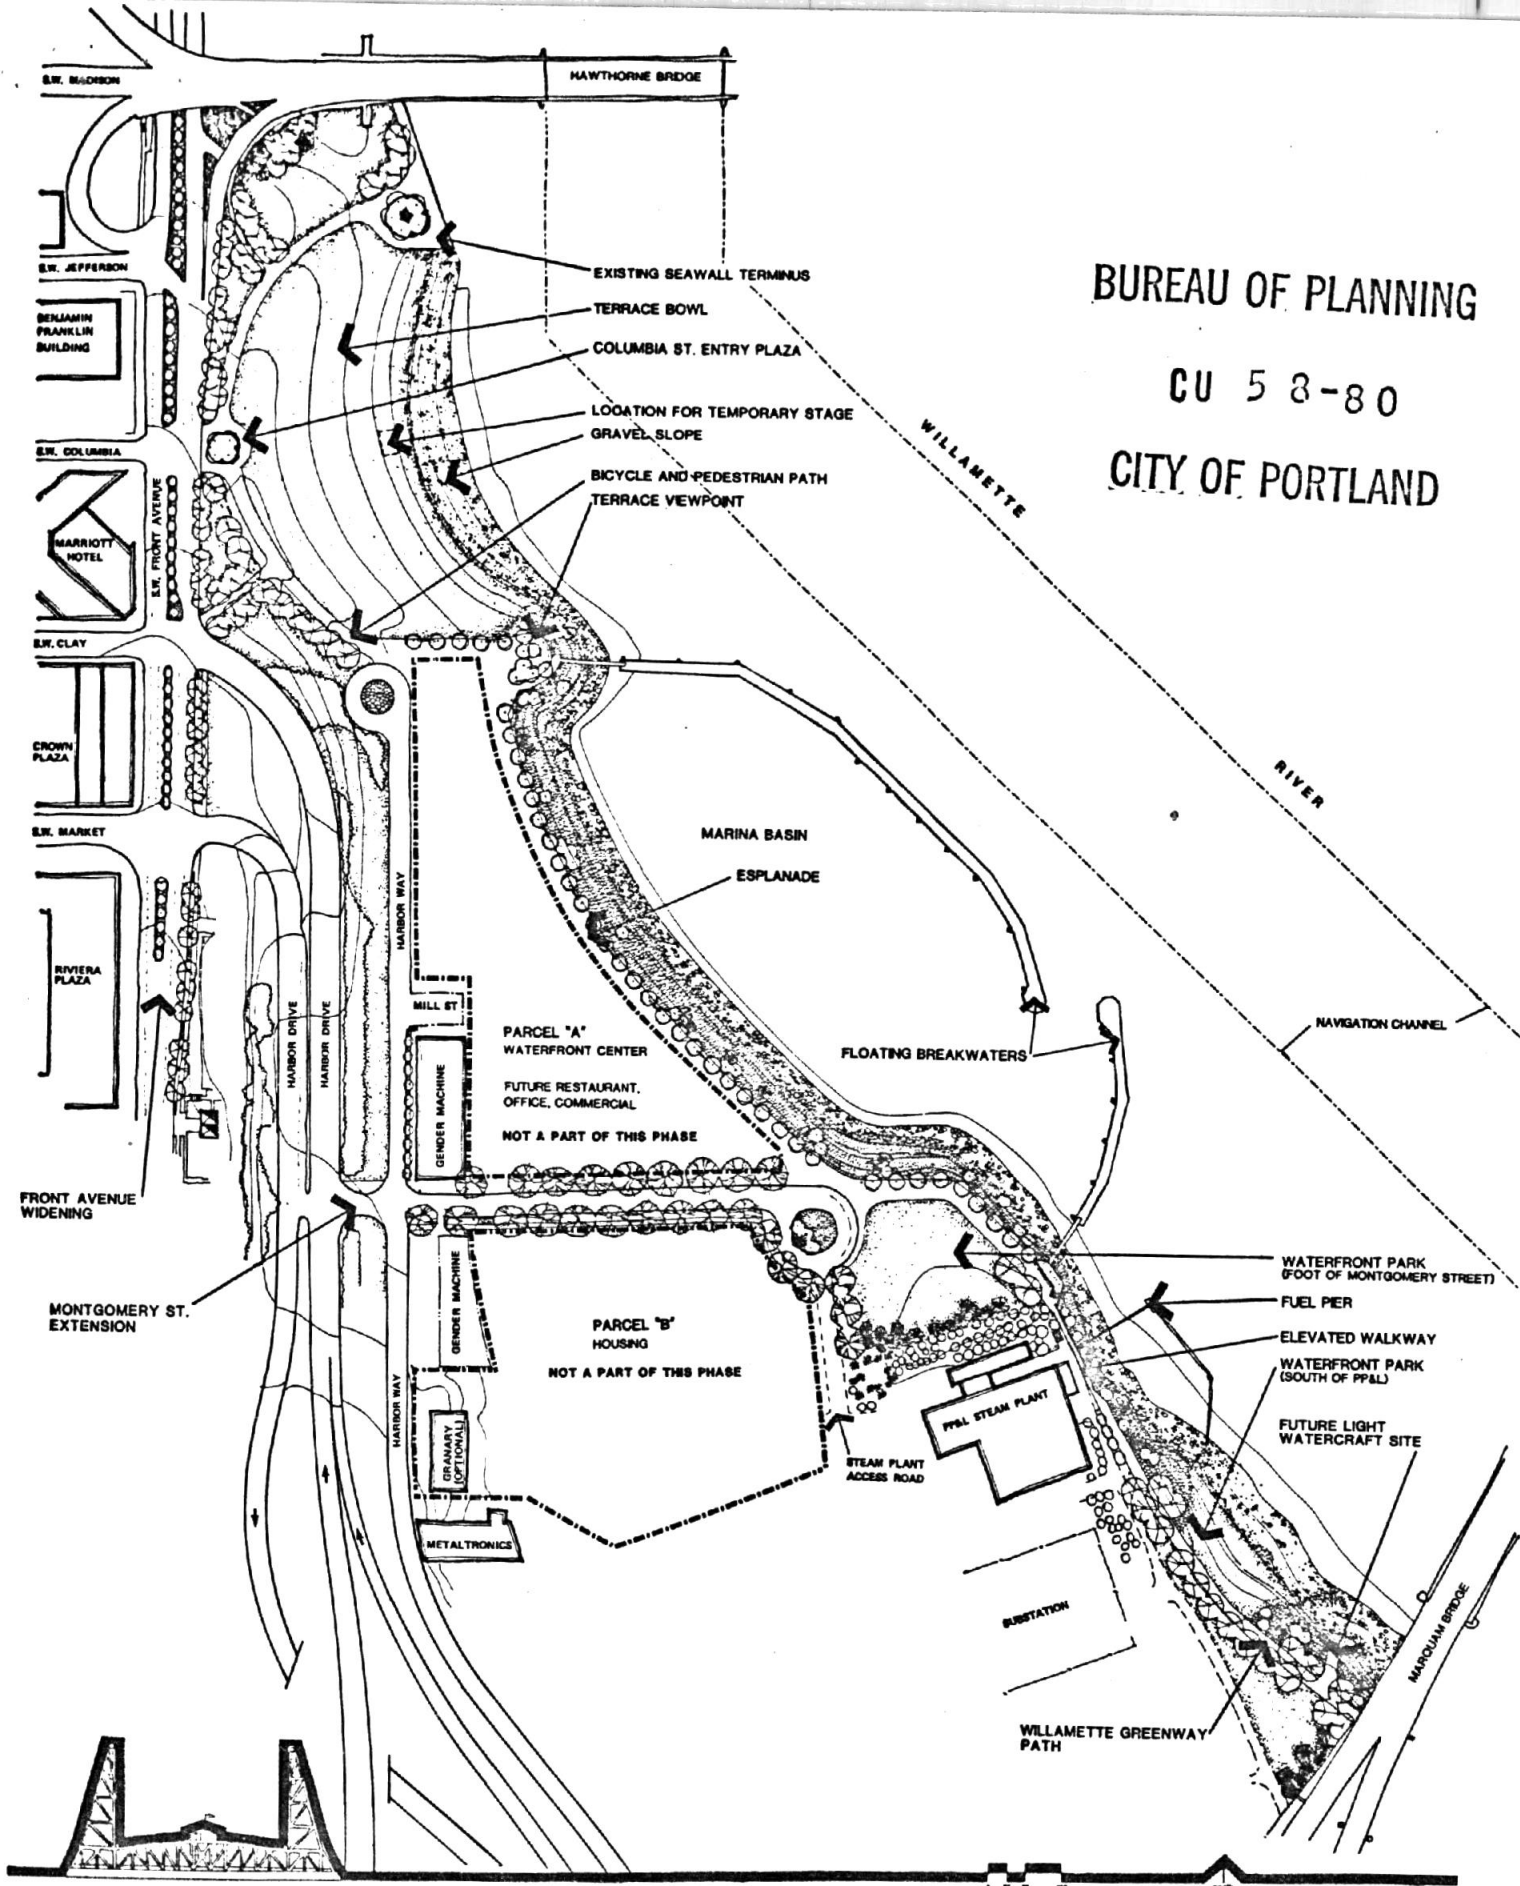 S.W. MADISON
HAWTHORNE BRIDGE
S.W. JEFFERSON
EXISTING SEAWALL TERMINUS
BUREAU OF PLANNING
CU 58-80
CITY OF PORTLAND
BENJAMIN
FRANKLIN
BUILDING
TERRACE BOWL
COLUMBIA ST. ENTRY PLAZA
LOCATION FOR TEMPORARY STAGE
GRAVEL SLOPE
S.W. COLUMBIA
BICYCLE AND PEDESTRIAN PATH
TERRACE VIEWPOINT
WILLAMETTE
RIVER
S.W. FRONT AVENUE
MARRIOTT
HOTEL
S.W. CLAY
CROWN
PLAZA
S.W. MARKET
MARINA BASIN
ESPLANADE
HARBOR WAY
RIVIERA
PLAZA
HARBOR DRIVE
HARBOR DRIVE
MILL ST
PARCEL "A"
WATERFRONT CENTER
FUTURE RESTAURANT,
OFFICE, COMMERCIAL
NOT A PART OF THIS PHASE
GENDER MACHINE
FLOATING BREAKWATERS
NAVIGATION CHANNEL
FRONT AVENUE
WIDENING
MONTGOMERY ST.
EXTENSION
GENDER MACHINE
PARCEL "B"
HOUSING
NOT A PART OF THIS PHASE
WATERFRONT PARK
(FOOT OF MONTGOMERY STREET)
FUEL PIER
ELEVATED WALKWAY
WATERFRONT PARK
(SOUTH OF PP&L)
FUTURE LIGHT
WATERCRAFT SITE
HARBOR WAY
GRANARY
(OPTIONAL)
PP&L STEAM PLANT
STEAM PLANT
ACCESS ROAD
METALTRONICS
SUBSTATION
MARQUAM BRIDGE
WILLAMETTE GREENWAY
PATH